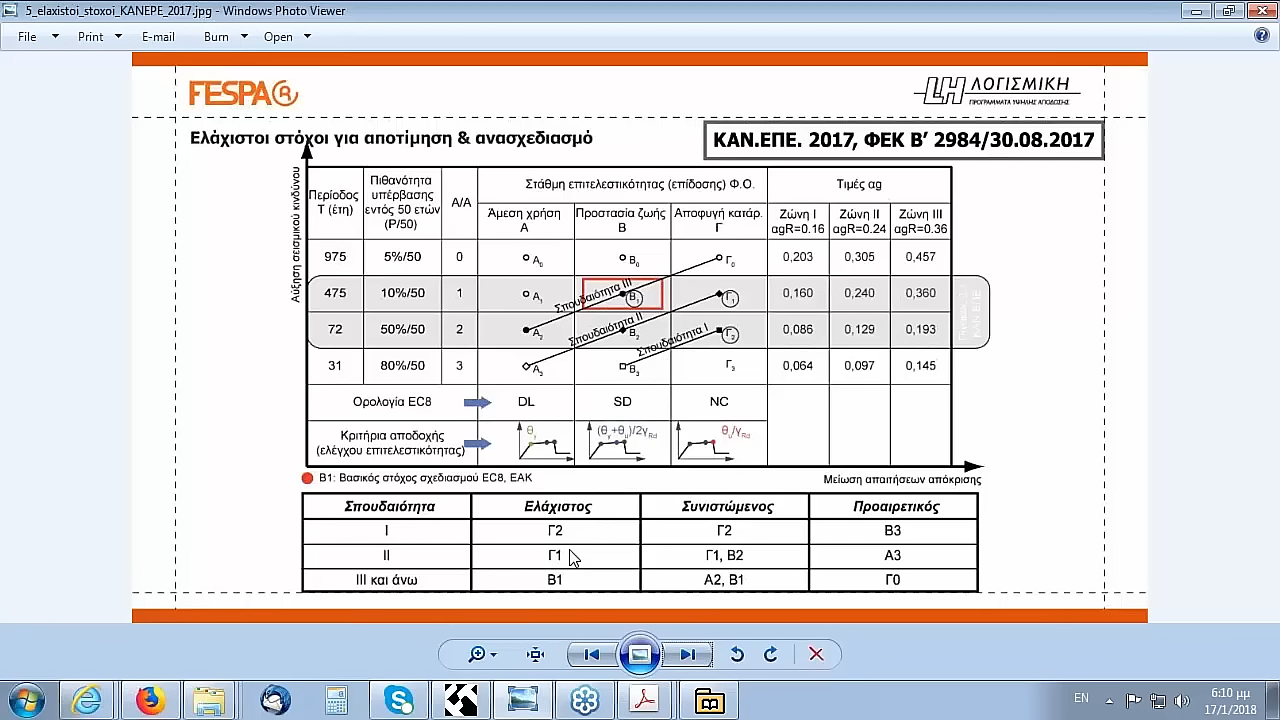 5_elaxistoi_stoxoi_KANEPE_2017.jpg - Windows Photo Viewer
File Print E-mail Burn Open
FESPA R
ΛΟΓΙΣΜΙΚΗ
ΠΡΟΓΡΑΜΜΑΤΑ ΥΨΗΛΗΣ ΑΠΟΔΟΣΗΣ
Ελάχιστοι στόχοι για αποτίμηση & ανασχεδιασμό
ΚΑΝ.ΕΠΕ. 2017, ΦΕΚ Β’ 2984/30.08.2017
Αύξηση σεισμικού κινδύνου
Περίοδος Τ (έτη)
Πιθανότητα υπέρβασης εντός 50 ετών (P/50)
Α/Α
Στάθμη επιτελεστικότητας (επίδοσης) Φ.Ο.
Τιμές ag
Άμεση χρήση Α
Προστασία ζωής Β
Αποφυγή κατάρ. Γ
Ζώνη Ι agR=0.16
Ζώνη ΙΙ agR=0.24
Ζώνη ΙΙΙ agR=0.36
975 5%/50 0 Α0 Β0 Γ0 0,203 0,305 0,457
475 10%/50 1 Α1 Β1 Γ1 0,160 0,240 0,360
72 50%/50 2 Α2 Β2 Γ2 0,086 0,129 0,193
31 80%/50 3 Α3 Β3 Γ3 0,064 0,097 0,145
Σπουδαιότητα ΙΙΙ
Σπουδαιότητα ΙΙ
Σπουδαιότητα Ι
Ορολογία EC8 DL SD NC
Κριτήρια αποδοχής
(ελέγχου επιτελεστικότητας)
θy (θy+θu)/2γRd θu/γRd
Β1: Βασικός στόχος σχεδιασμού EC8, ΕΑΚ
Μείωση απαιτήσεων απόκρισης
Σπουδαιότητα Ελάχιστος Συνιστώμενος Προαιρετικός
Ι Γ2 Γ2 Β3
ΙΙ Γ1 Γ1, Β2 Α3
ΙΙΙ και άνω Β1 Α2, Β1 Γ0
EN
6:10 μμ
17/1/2018